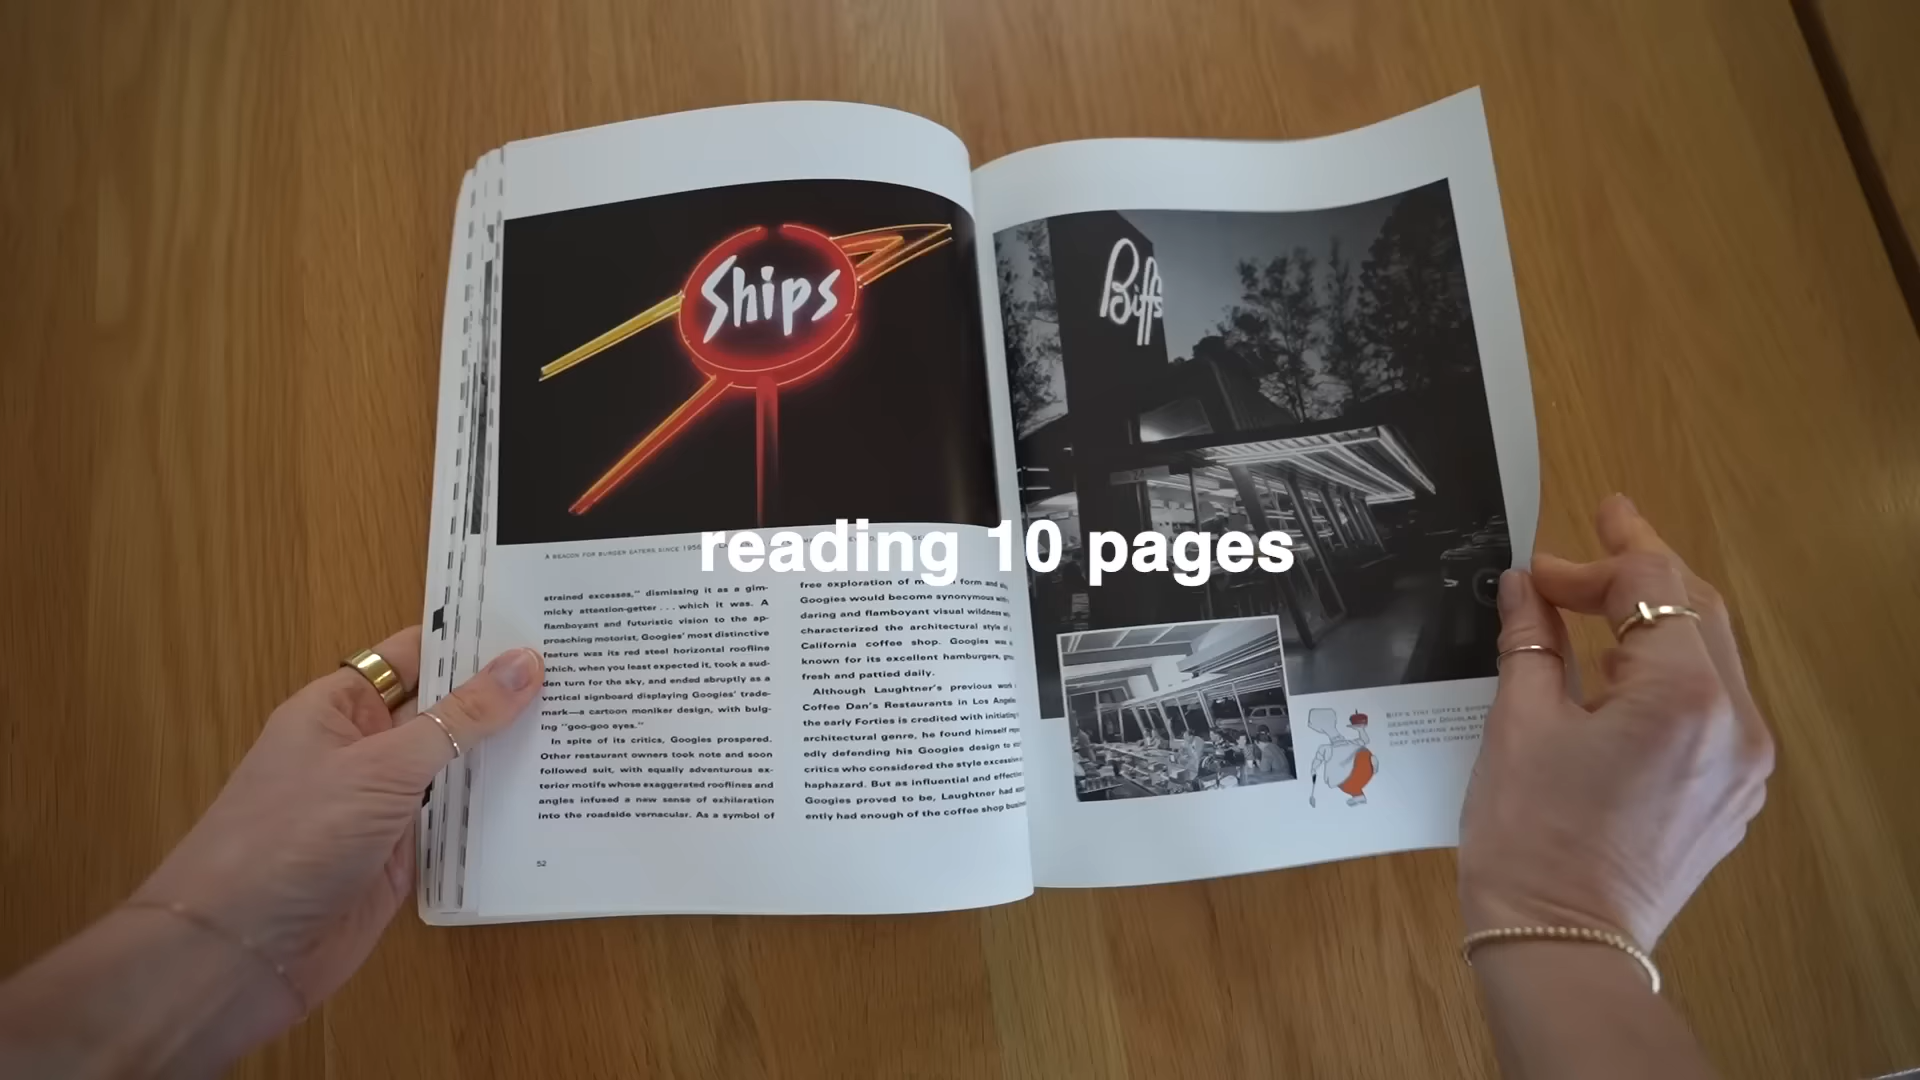 Ships
A BEACON FOR BURGER EATERS SINCE 1956
reading 10 pages
strained excesses," dismissing it as a gim-
micky attention-getter . . . which it was. A
flamboyant and futuristic vision to the ap-
proaching motorist, Googies' most distinctive
feature was its red steel horizontal roofline
which, when you least expected it, took a sud-
den turn for the sky, and ended abruptly as a
vertical signboard displaying Googies' trade-
mark—a cartoon moniker design, with bulg-
ing "goo-goo eyes."
In spite of its critics, Googies prospered.
Other restaurant owners took note and soon
followed suit, with equally adventurous ex-
terior motifs whose exaggerated rooflines and
angles infused a new sense of exhilaration
into the roadside vernacular. As a symbol of
52
free exploration of form and
Googies would become synonymous
daring and flamboyant visual wildness
characterized the architectural style
California coffee shop. Googies was
known for its excellent hamburgers,
fresh and pattied daily.
Although Laughtner's previous work
Coffee Dan's Restaurants in Los
the early Forties is credited with initiating
architectural genre, he found himself
edly defending his Googies design to
critics who considered the style
haphazard. But as influential and
Googies proved to be, Laughtner had
ently had enough of the coffee shop
Biffs
BIFF'S COFFEE
DESIGNED BY DOUGLAS
THAT OFFERS COMFORT